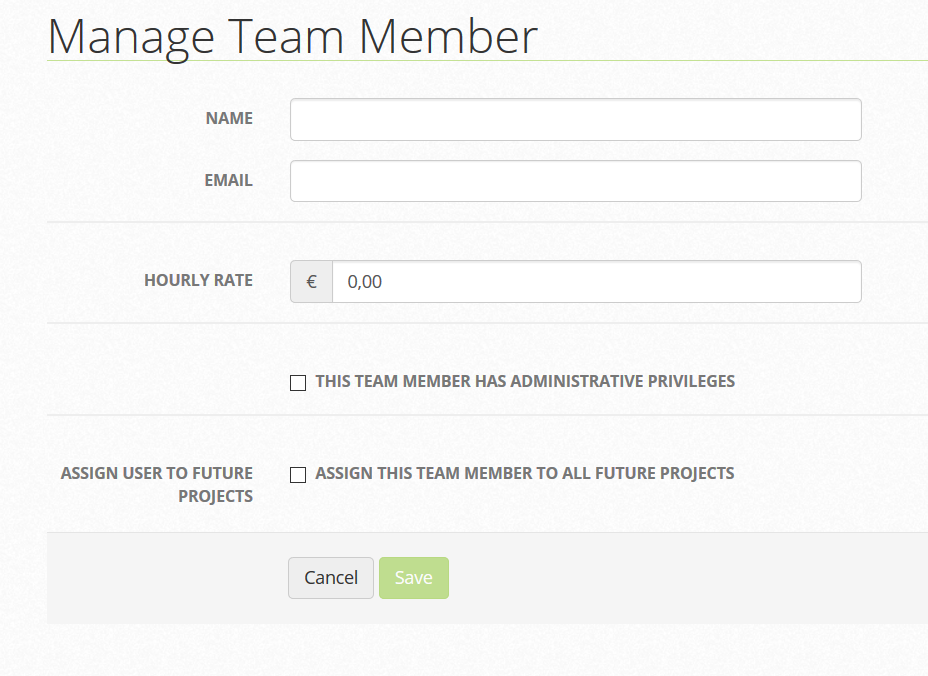 Manage Team Member
NAME
EMAIL
HOURLY RATE
€ 0,00
THIS TEAM MEMBER HAS ADMINISTRATIVE PRIVILEGES
ASSIGN USER TO FUTURE
PROJECTS
ASSIGN THIS TEAM MEMBER TO ALL FUTURE PROJECTS
Cancel Save